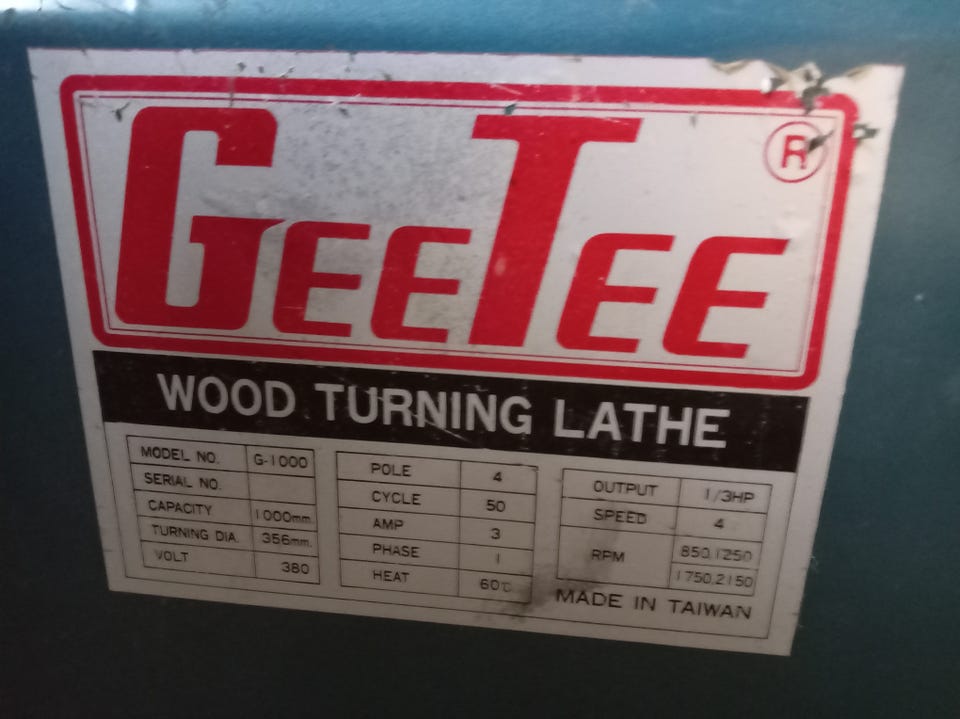 GEETEE ®
WOOD TURNING LATHE
MODEL NO. G-1000
SERIAL NO.
CAPACITY 1000mm.
TURNING DIA. 356mm.
VOLT 380
POLE 4
CYCLE 50
AMP 3
PHASE 1
HEAT 60℃
OUTPUT 1/3HP
SPEED 4
RPM 850.1250
1750.2150
MADE IN TAIWAN